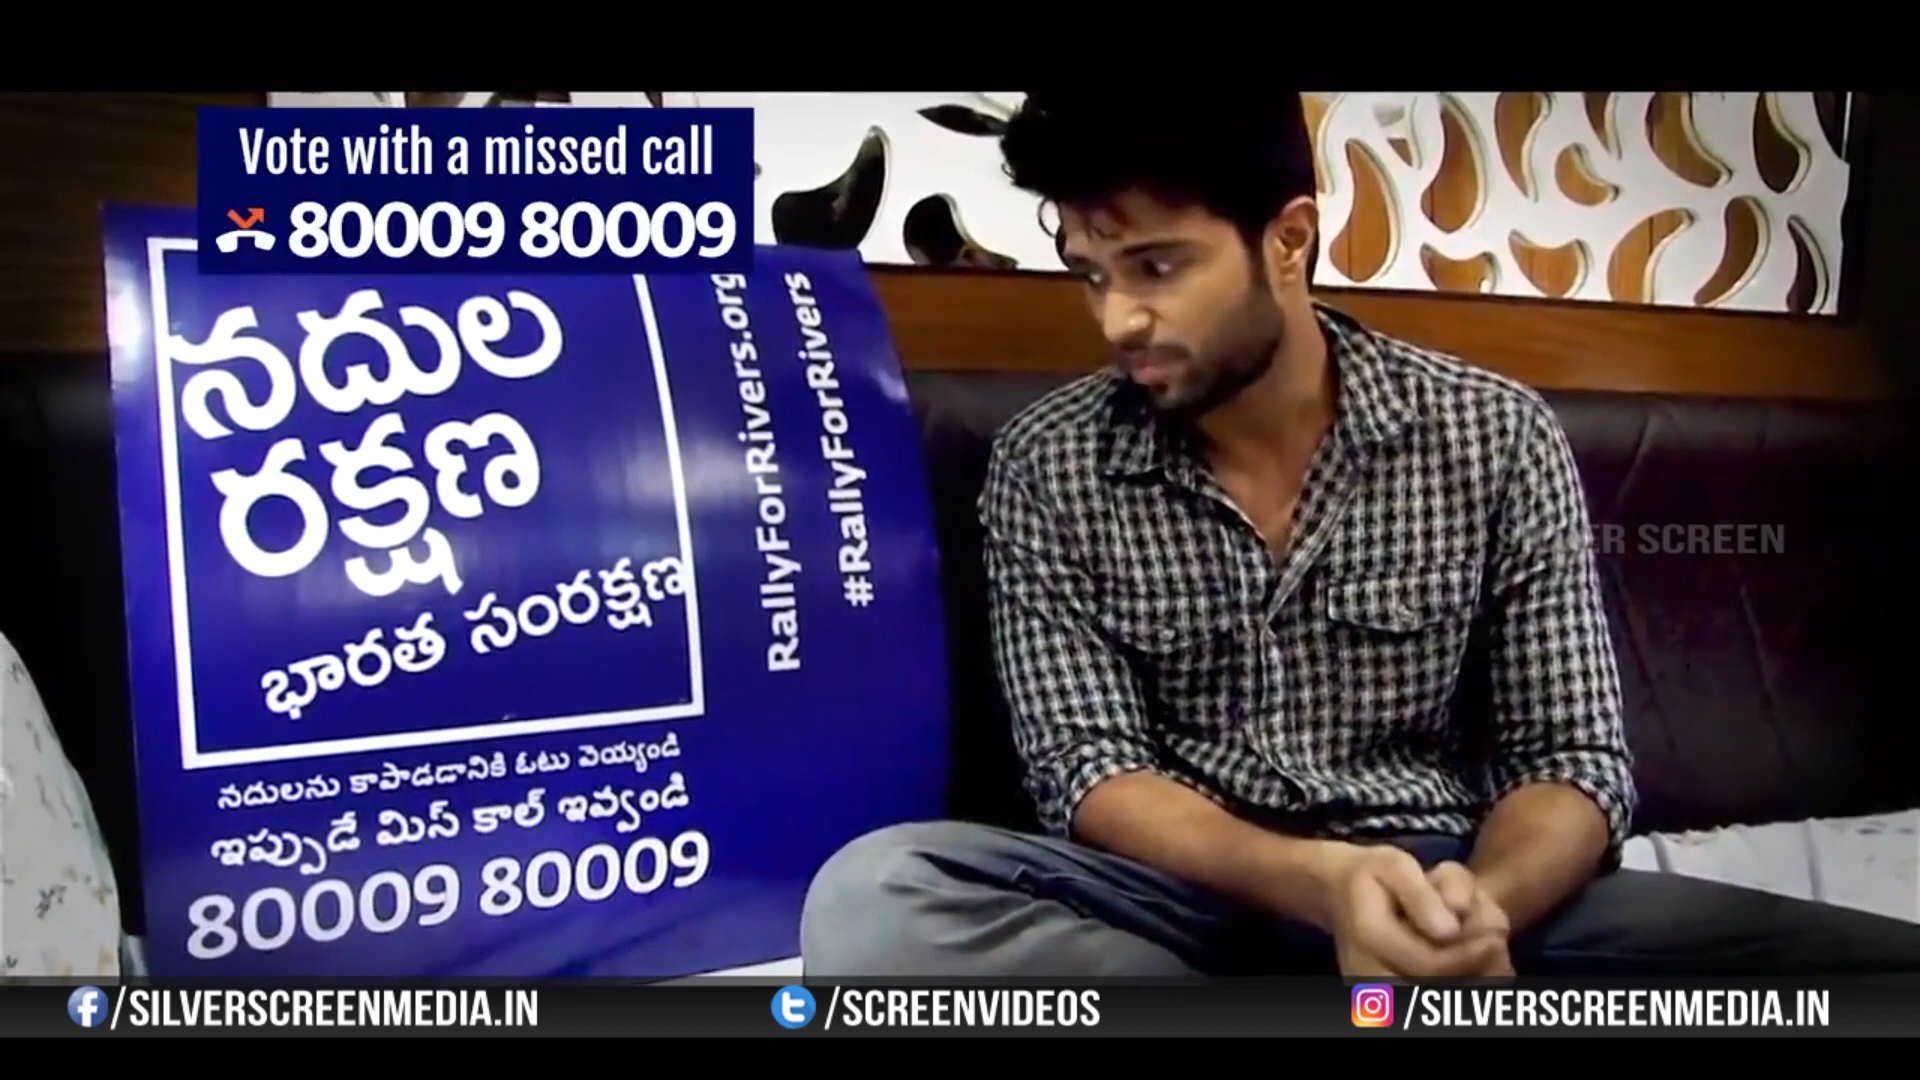 Vote with a missed call
80009 80009
నదుల
రక్షణ
భారత సంరక్షణ
నదులను కాపాడడానికి ఓటు వెయ్యండి
ఇప్పుడే మిస్ కాల్ ఇవ్వండి
80009 80009
RallyForRivers.org
#RallyForRivers
SILVER SCREEN
/SILVERSCREENMEDIA.IN
/SCREENVIDEOS
/SILVERSCREENMEDIA.IN